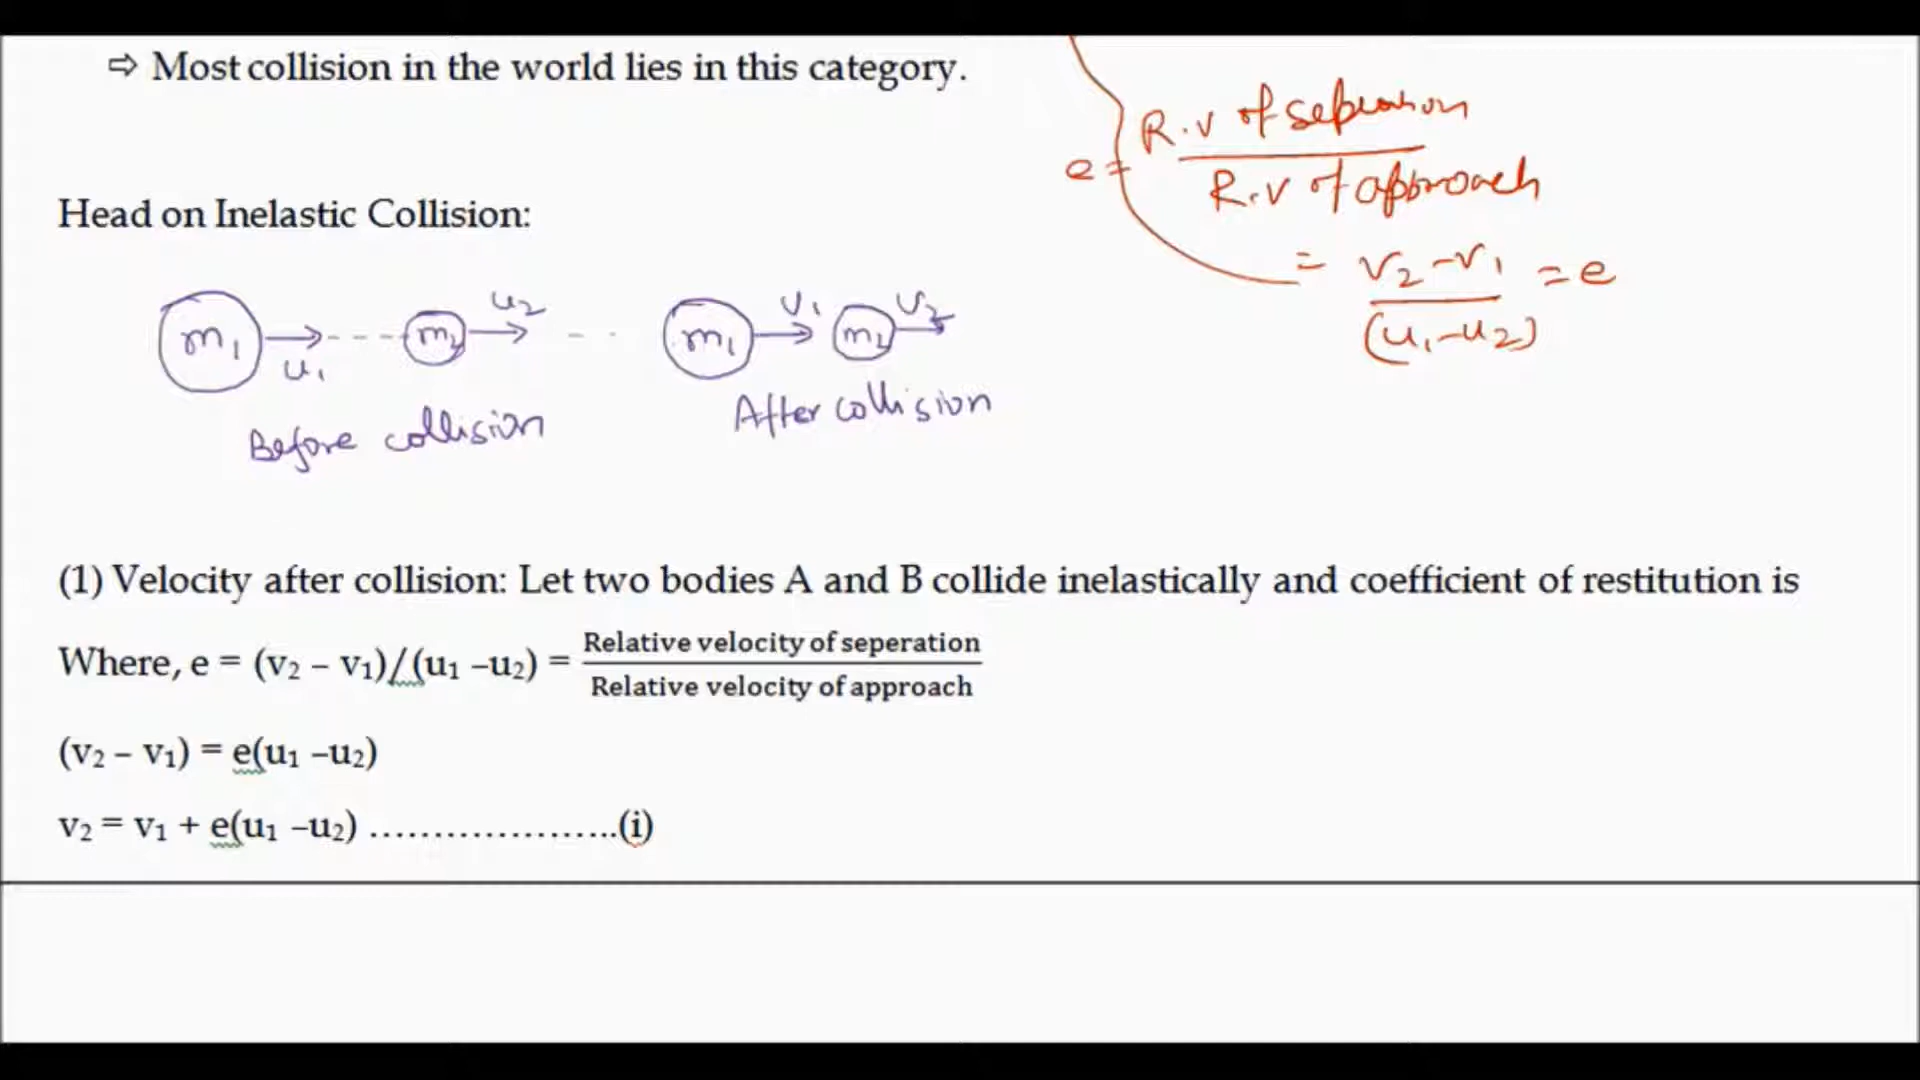 ⇨ Most collision in the world lies in this category.
R.v of
e =
R.v of approach
= v₂ - v₁ = e
(u₁ - u₂)
Head on Inelastic Collision:
m₁ u₁ m₂ u₂ m₁ v₁ m₂ v₂
Before collision After collision
(1) Velocity after collision: Let two bodies A and B collide inelastically and coefficient of restitution is
Where, e = (v₂ – v₁)/(u₁ –u₂) = Relative velocity of seperation
Relative velocity of approach
(v₂ – v₁) = e(u₁ –u₂)
v₂ = v₁ + e(u₁ –u₂) ………………….(i)